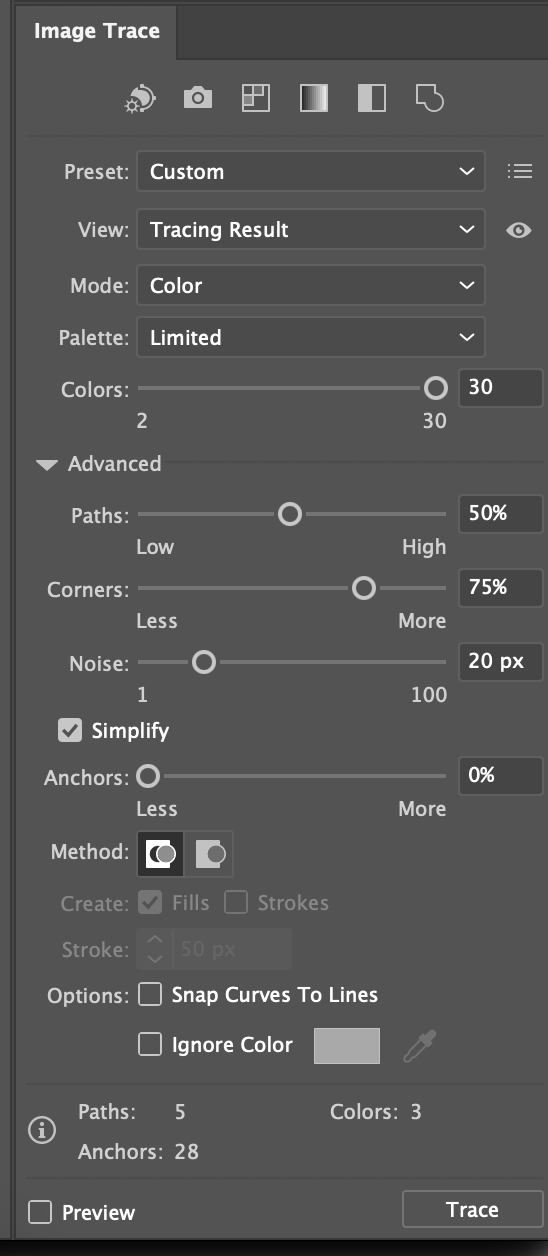 Image Trace
Preset: Custom
View: Tracing Result
Mode: Color
Palette: Limited
Colors: 30
2 30
Advanced
Paths: 50%
Low High
Corners: 75%
Less More
Noise: 20 px
1 100
Simplify
Anchors: 0%
Less More
Method:
Create: Fills Strokes
Stroke: 50 px
Options: Snap Curves To Lines
Ignore Color
Paths: 5 Colors: 3
Anchors: 28
Preview Trace